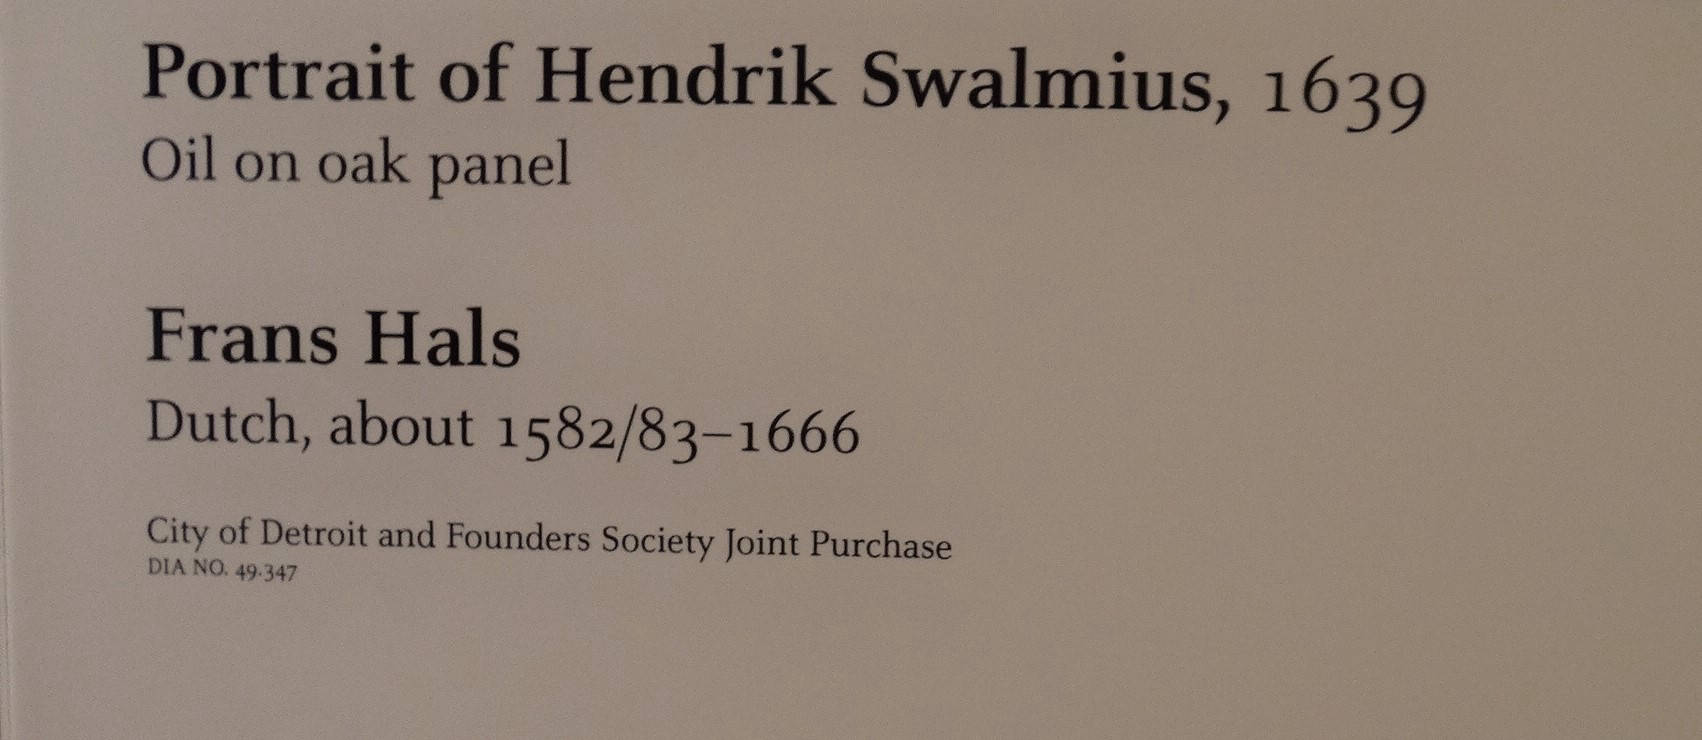 Portrait of Hendrik Swalmius, 1639
Oil on oak panel
Frans Hals
Dutch, about 1582/83–1666
City of Detroit and Founders Society Joint Purchase
DIA NO. 49.347